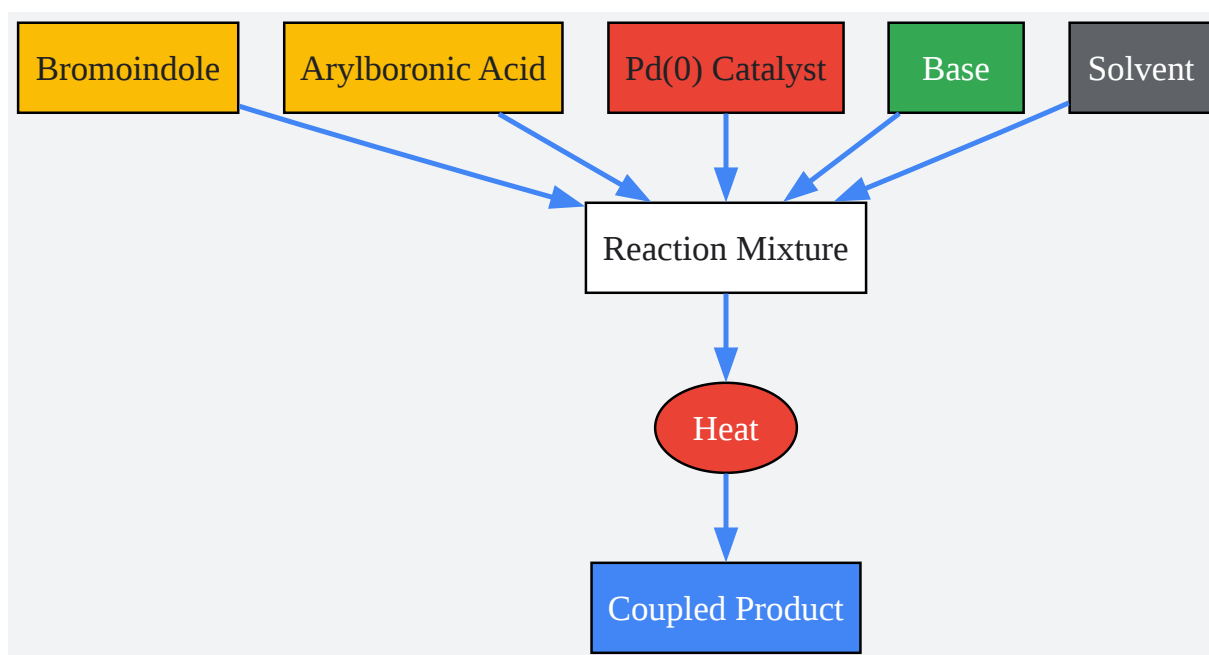 Bromoindole
Arylboronic Acid
Pd(0) Catalyst
Base
Solvent
Reaction Mixture
Heat
Coupled Product